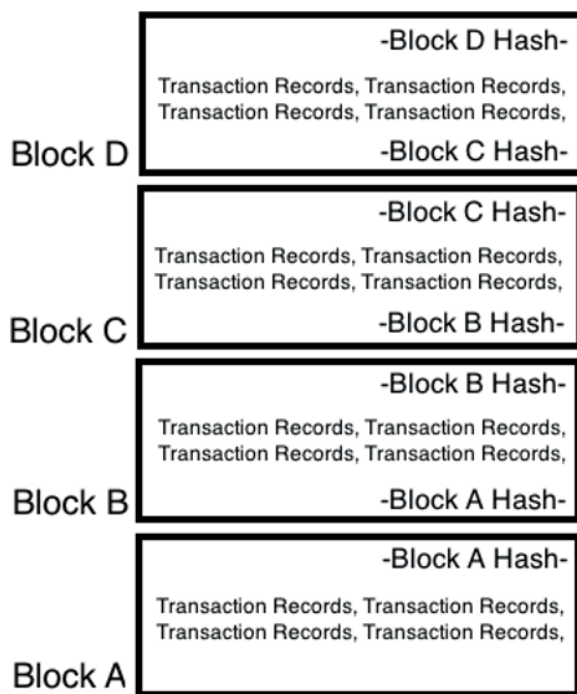 -Block D Hash-
Transaction Records, Transaction Records,
Transaction Records, Transaction Records,
Block D
-Block C Hash-
-Block C Hash-
Transaction Records, Transaction Records,
Transaction Records, Transaction Records,
Block C
-Block B Hash-
-Block B Hash-
Transaction Records, Transaction Records,
Transaction Records, Transaction Records,
Block B
-Block A Hash-
-Block A Hash-
Transaction Records, Transaction Records,
Transaction Records, Transaction Records,
Block A